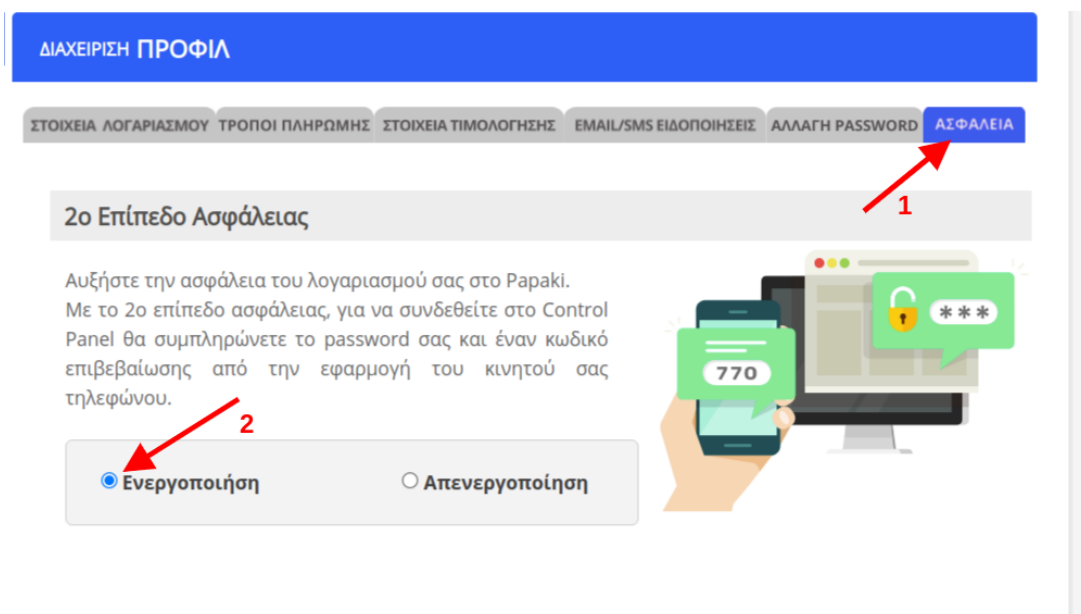 ΔΙΑΧΕΙΡΙΣΗ ΠΡΟΦΙΛ
ΣΤΟΙΧΕΙΑ ΛΟΓΑΡΙΑΣΜΟΥ ΤΡΟΠΟΙ ΠΛΗΡΩΜΗΣ ΣΤΟΙΧΕΙΑ ΤΙΜΟΛΟΓΗΣΗΣ EMAIL/SMS ΕΙΔΟΠΟΙΗΣΕΙΣ ΑΛΛΑΓΗ PASSWORD ΑΣΦΑΛΕΙΑ
1
2ο Επίπεδο Ασφάλειας
Αυξήστε την ασφάλεια του λογαριασμού σας στο Papaki.
Με το 2ο επίπεδο ασφάλειας, για να συνδεθείτε στο Control
Panel θα συμπληρώνετε το password σας και έναν κωδικό
επιβεβαίωσης από την εφαρμογή του κινητού σας
τηλεφώνου.
***
770
2
Ενεργοποιήση Απενεργοποίηση